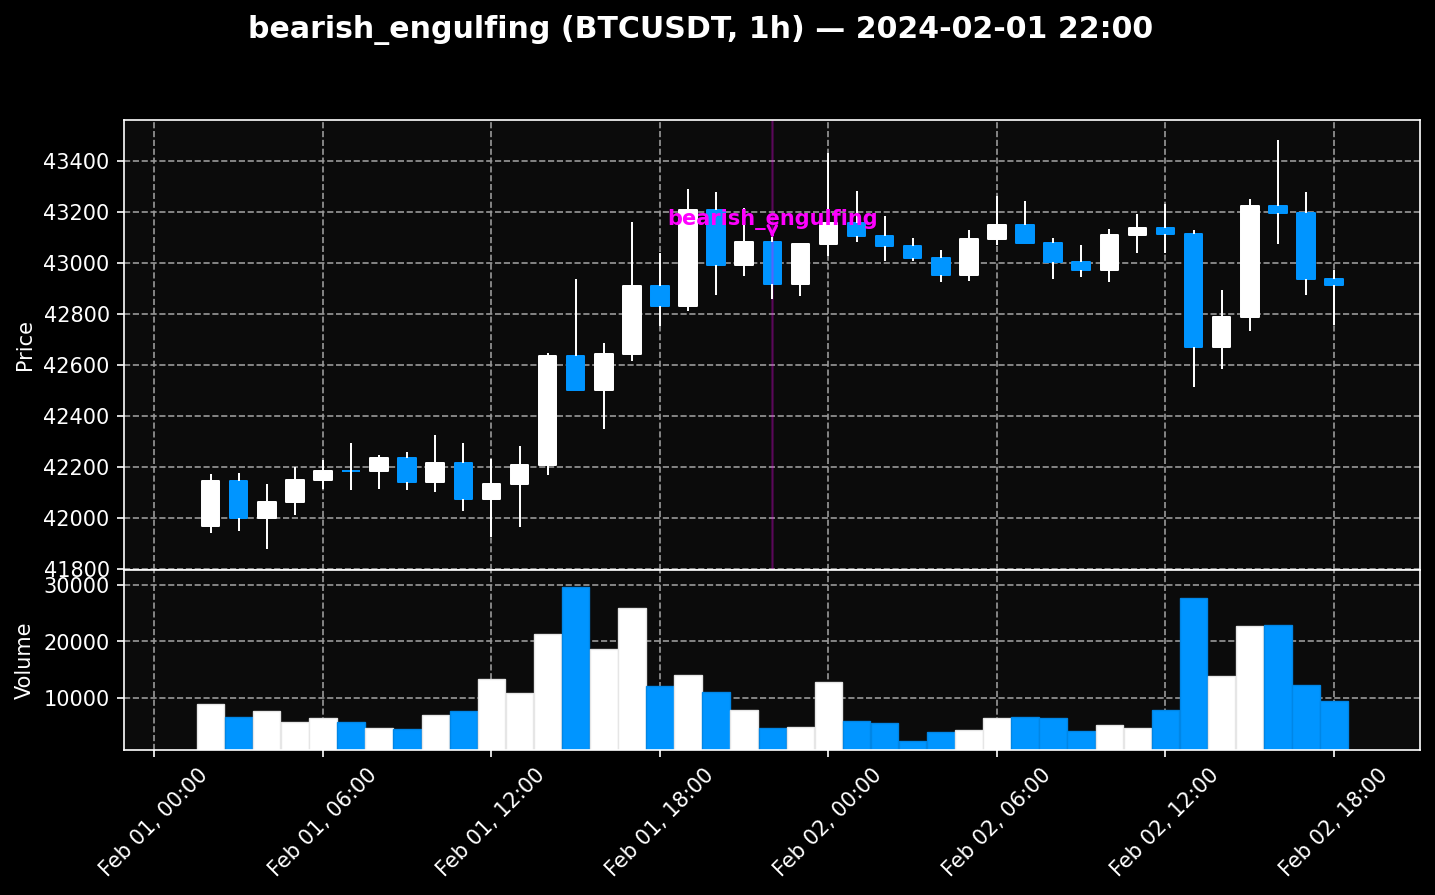 bearish_engulfing (BTCUSDT, 1h) — 2024-02-01 22:00
43400
43200
bearish_engulfing
43000
42800
Price
42600
42400
42200
42000
41800
30000
Volume
20000
10000
Feb 01, 00:00
Feb 01, 06:00
Feb 01, 12:00
Feb 01, 18:00
Feb 02, 00:00
Feb 02, 06:00
Feb 02, 12:00
Feb 02, 18:00